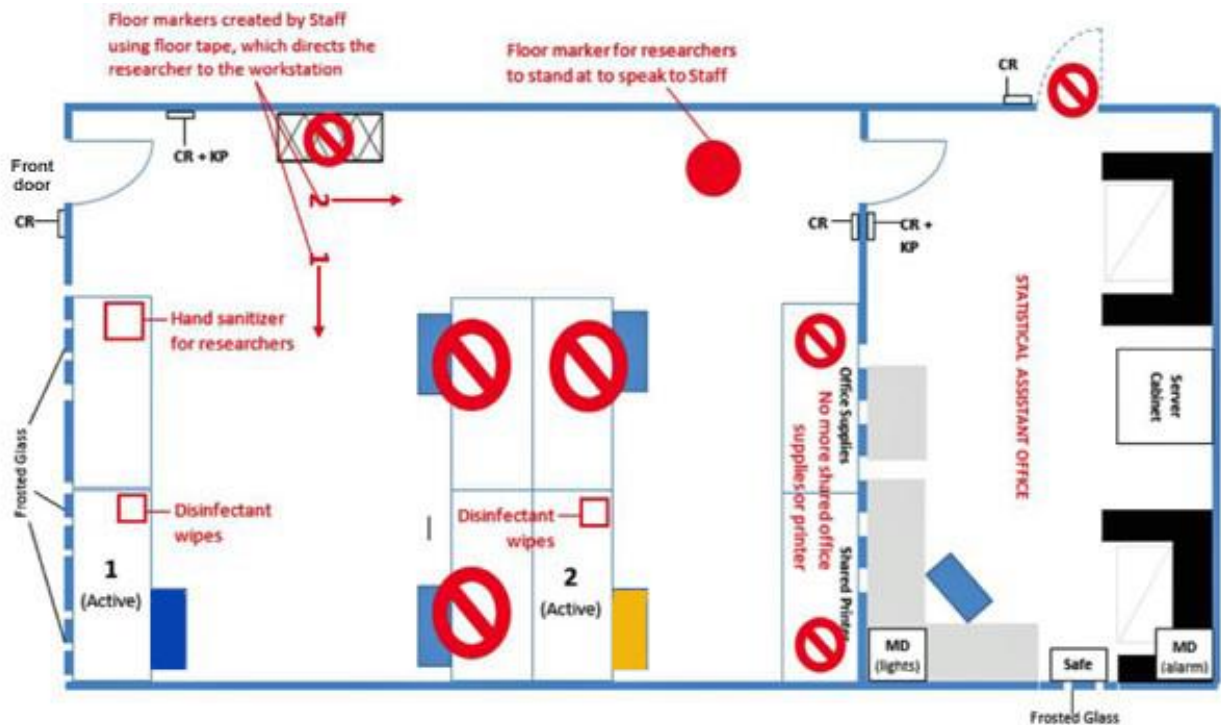 Floor markers created by Staff
using floor tape, which directs the
researcher to the workstation
Floor marker for researchers
to stand at to speak to Staff
CR
CR + KP
Front
door
CR
2
1
CR
CR +
KP
Hand sanitizer
for researchers
STATISTICAL ASSISTANT OFFICE
Server
Cabinet
Office Supplies
No more shared office
supplies or printer
Shared Printer
Frosted Glass
Disinfectant
wipes
Disinfectant
wipes
1
(Active)
2
(Active)
MD
(lights)
Safe
MD
(alarm)
Frosted Glass